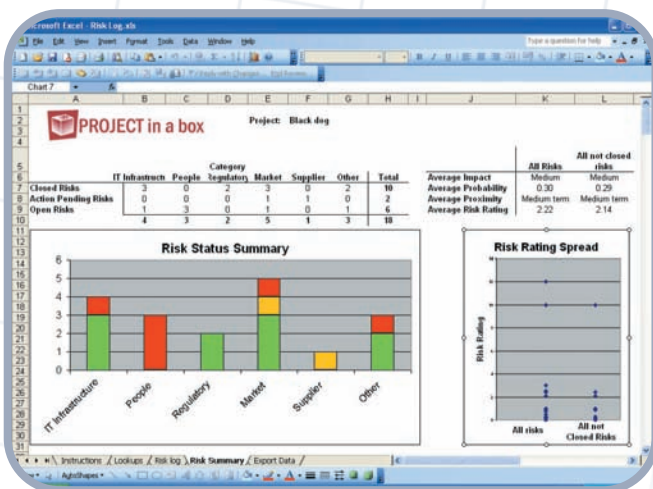 Microsoft Excel - Risk Log.xls
File Edit View Insert Format Tools Data Window Help
Type a question for help
Reply with Changes... End Review...
Chart 7
A B C D E F G H I J K L
PROJECT in a box
Project: Black dog
Category
IT Infrastructu People Regulatory Market Supplier Other Total
Closed Risks 3 0 2 3 0 2 10
Action Pending Risks 0 0 0 1 1 0 2
Open Risks 1 3 0 1 0 1 6
4 3 2 5 1 3 18
All Risks All not closed risks
Average Impact Medium Medium
Average Probability 0.30 0.29
Average Proximity Medium term Medium term
Average Risk Rating 2.22 2.14
Risk Status Summary
6
5
4
3
2
1
0
IT Infrastructure People Regulatory Market Supplier Other
Risk Rating Spread
Risk Rating
All risks All not Closed Risks
Instructions / Lookups / Risk log / Risk Summary / Export Data
AutoShapes